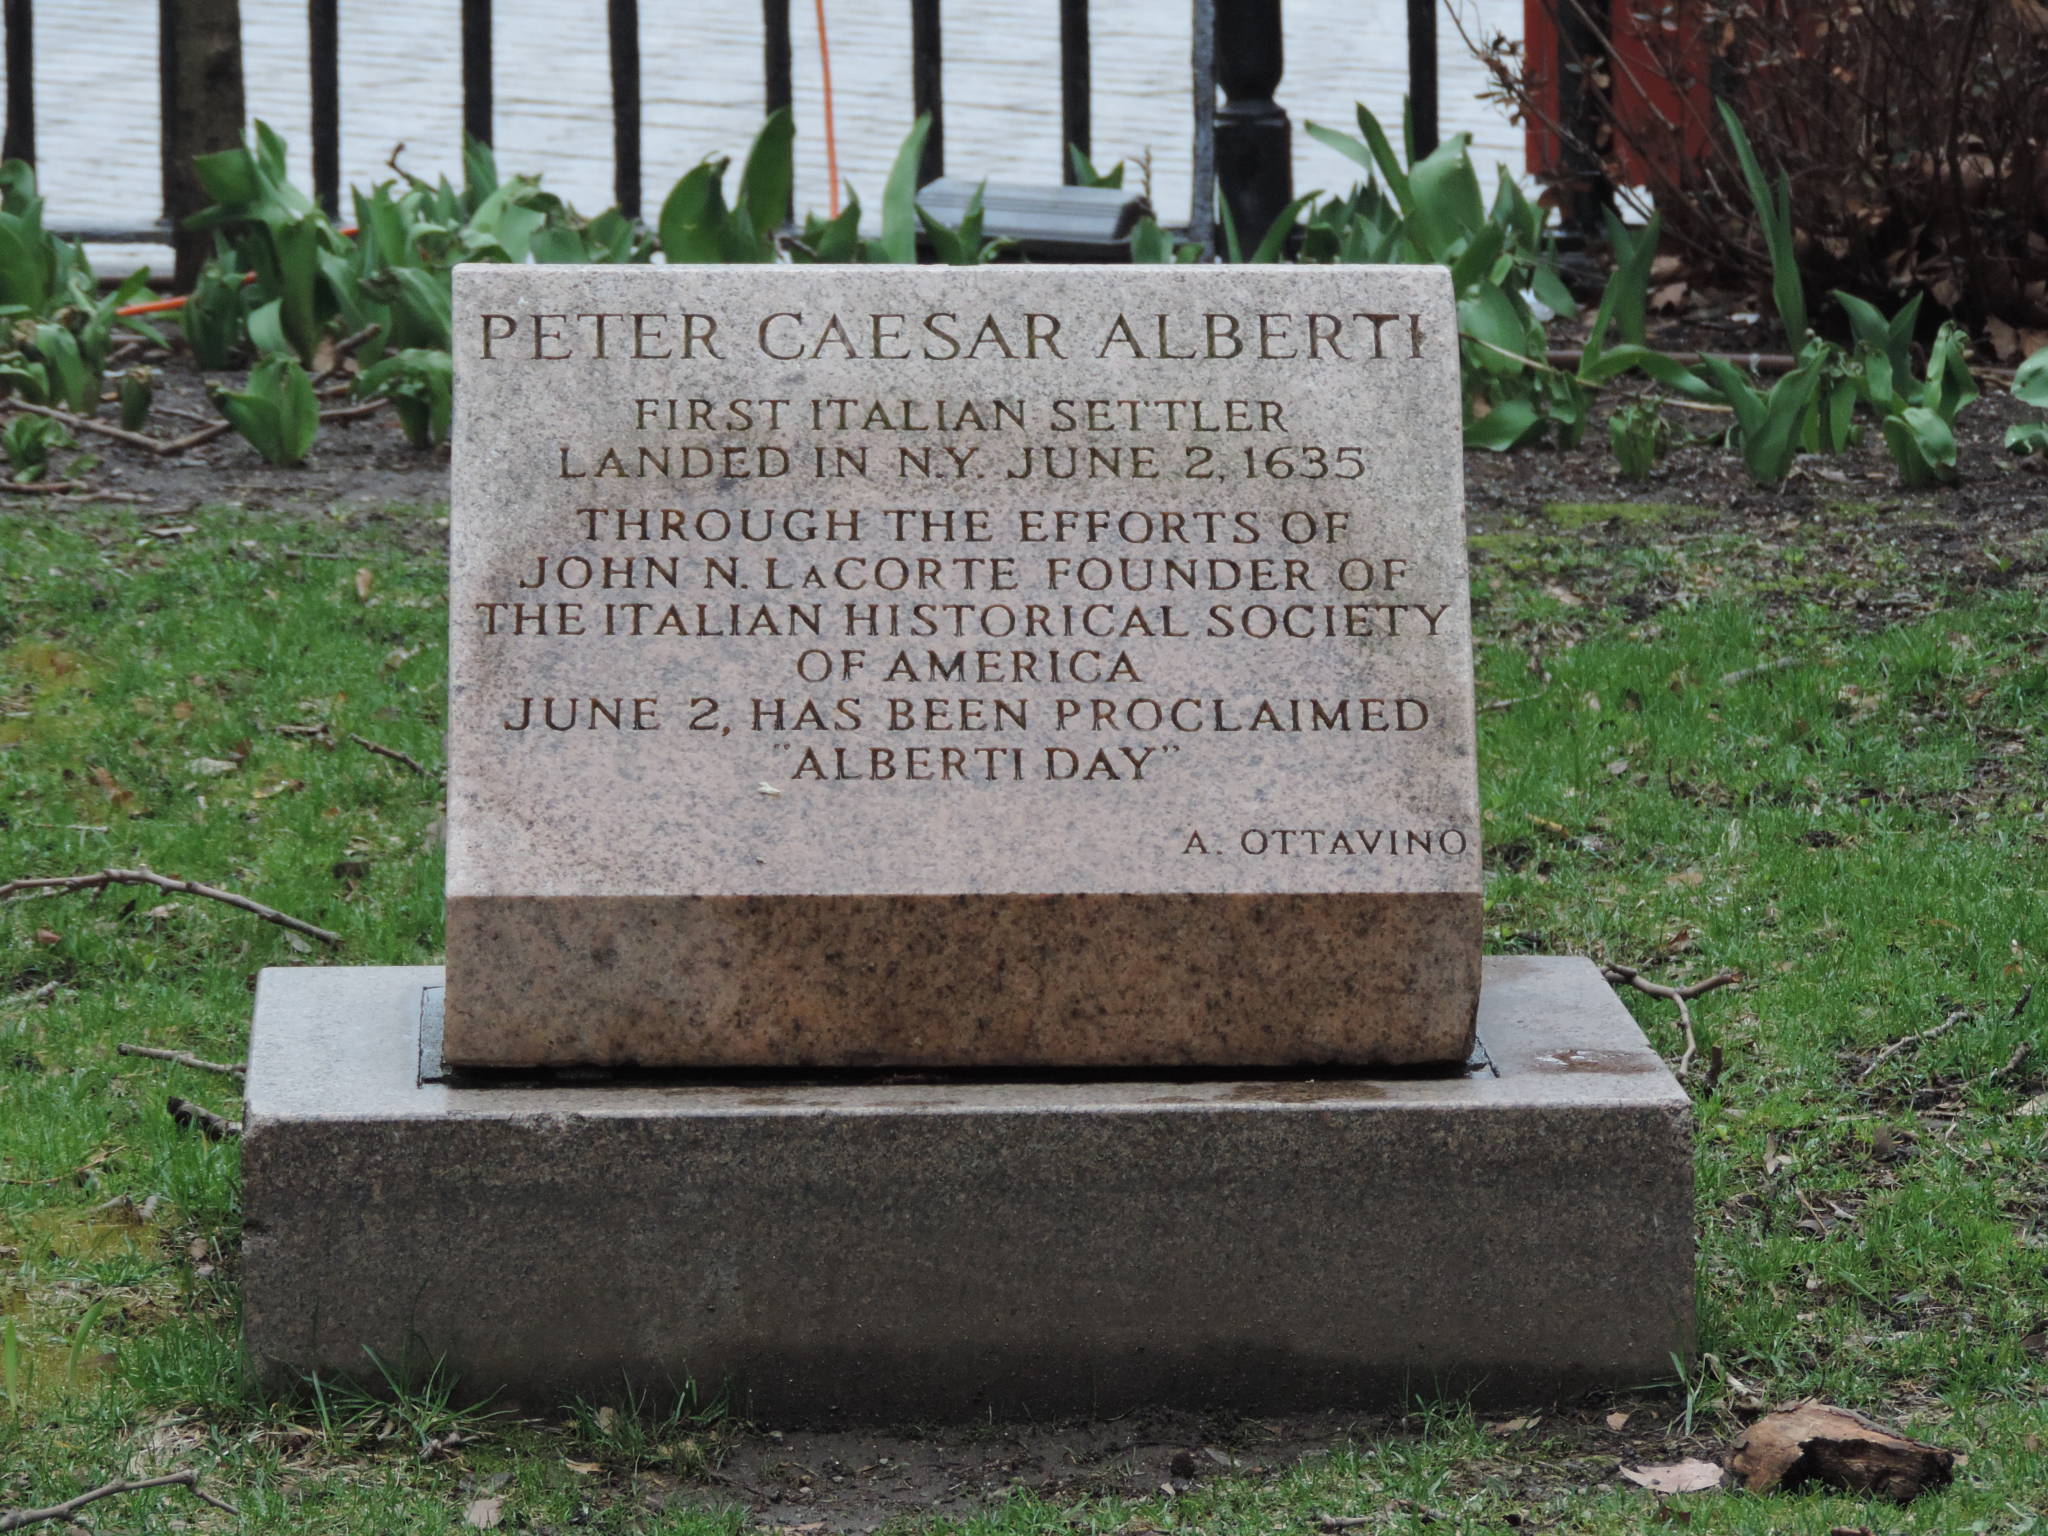 PETER CAESAR ALBERTI
FIRST ITALIAN SETTLER
LANDED IN N.Y. JUNE 2, 1635
THROUGH THE EFFORTS OF
JOHN N. LACORTE FOUNDER OF
THE ITALIAN HISTORICAL SOCIETY
OF AMERICA
JUNE 2, HAS BEEN PROCLAIMED
"ALBERTI DAY"
A. OTTAVINO